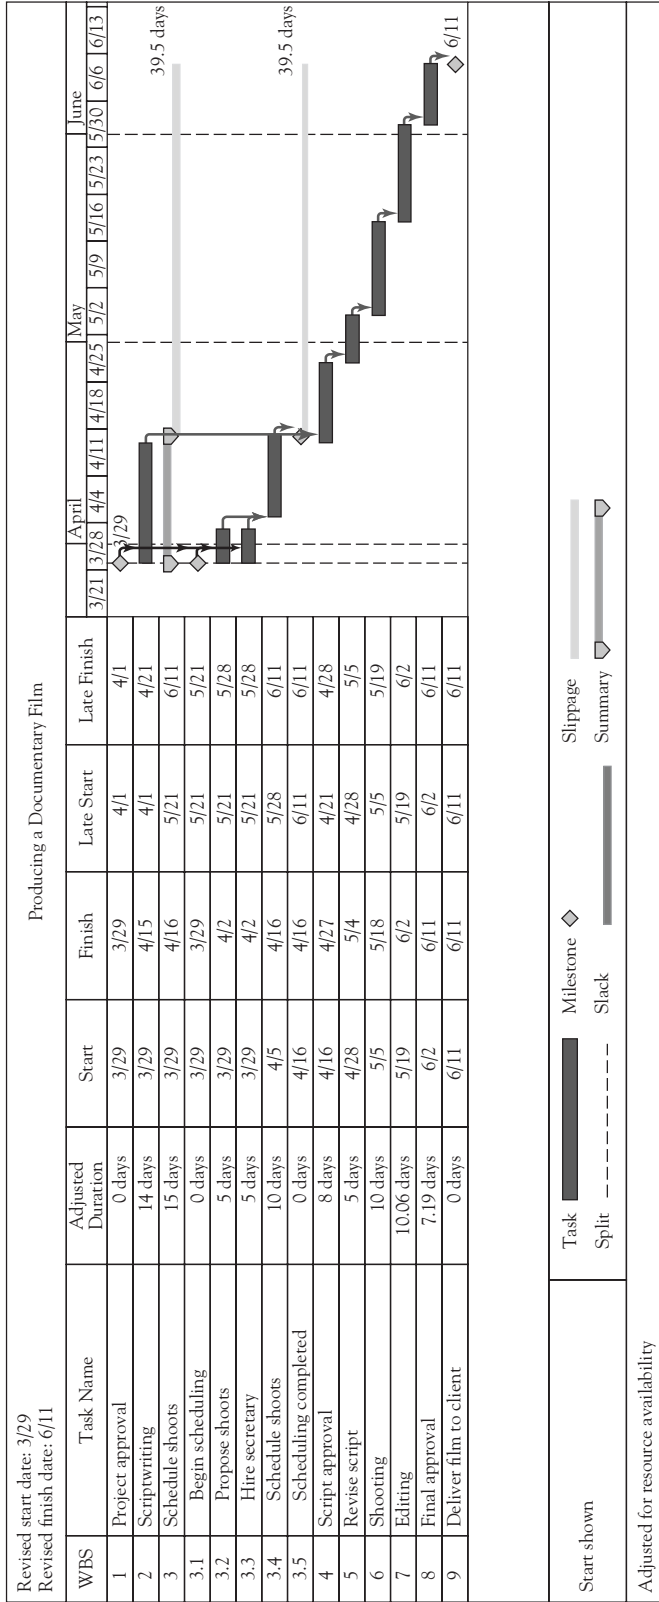 Producing a Documentary Film
Revised start date: 3/29
Revised finish date: 6/11
WBS Task Name Adjusted Duration Start Finish Late Start Late Finish
April May June
3/21 3/28 4/4 4/11 4/18 4/25 5/2 5/9 5/16 5/23 5/30 6/6 6/13
1 Project approval 0 days 3/29 3/29 4/1 4/1 3/29
2 Scriptwriting 14 days 3/29 4/15 4/1 4/21
3 Schedule shoots 15 days 3/29 4/16 5/21 6/11 39.5 days
3.1 Begin scheduling 0 days 3/29 3/29 5/21 5/21
3.2 Propose shoots 5 days 3/29 4/2 5/21 5/28
3.3 Hire secretary 5 days 3/29 4/2 5/21 5/28
3.4 Schedule shoots 10 days 4/5 4/16 5/28 6/11
3.5 Scheduling completed 0 days 4/16 4/16 6/11 6/11 39.5 days
4 Script approval 8 days 4/16 4/27 4/21 4/28
5 Revise script 5 days 4/28 5/4 4/28 5/5
6 Shooting 10 days 5/5 5/18 5/5 5/19
7 Editing 10.06 days 5/19 6/2 5/19 6/2
8 Final approval 7.19 days 6/2 6/11 6/2 6/11
9 Deliver film to client 0 days 6/11 6/11 6/11 6/11 6/11
Start shown
Task Milestone Slippage
Split Slack Summary
Adjusted for resource availability